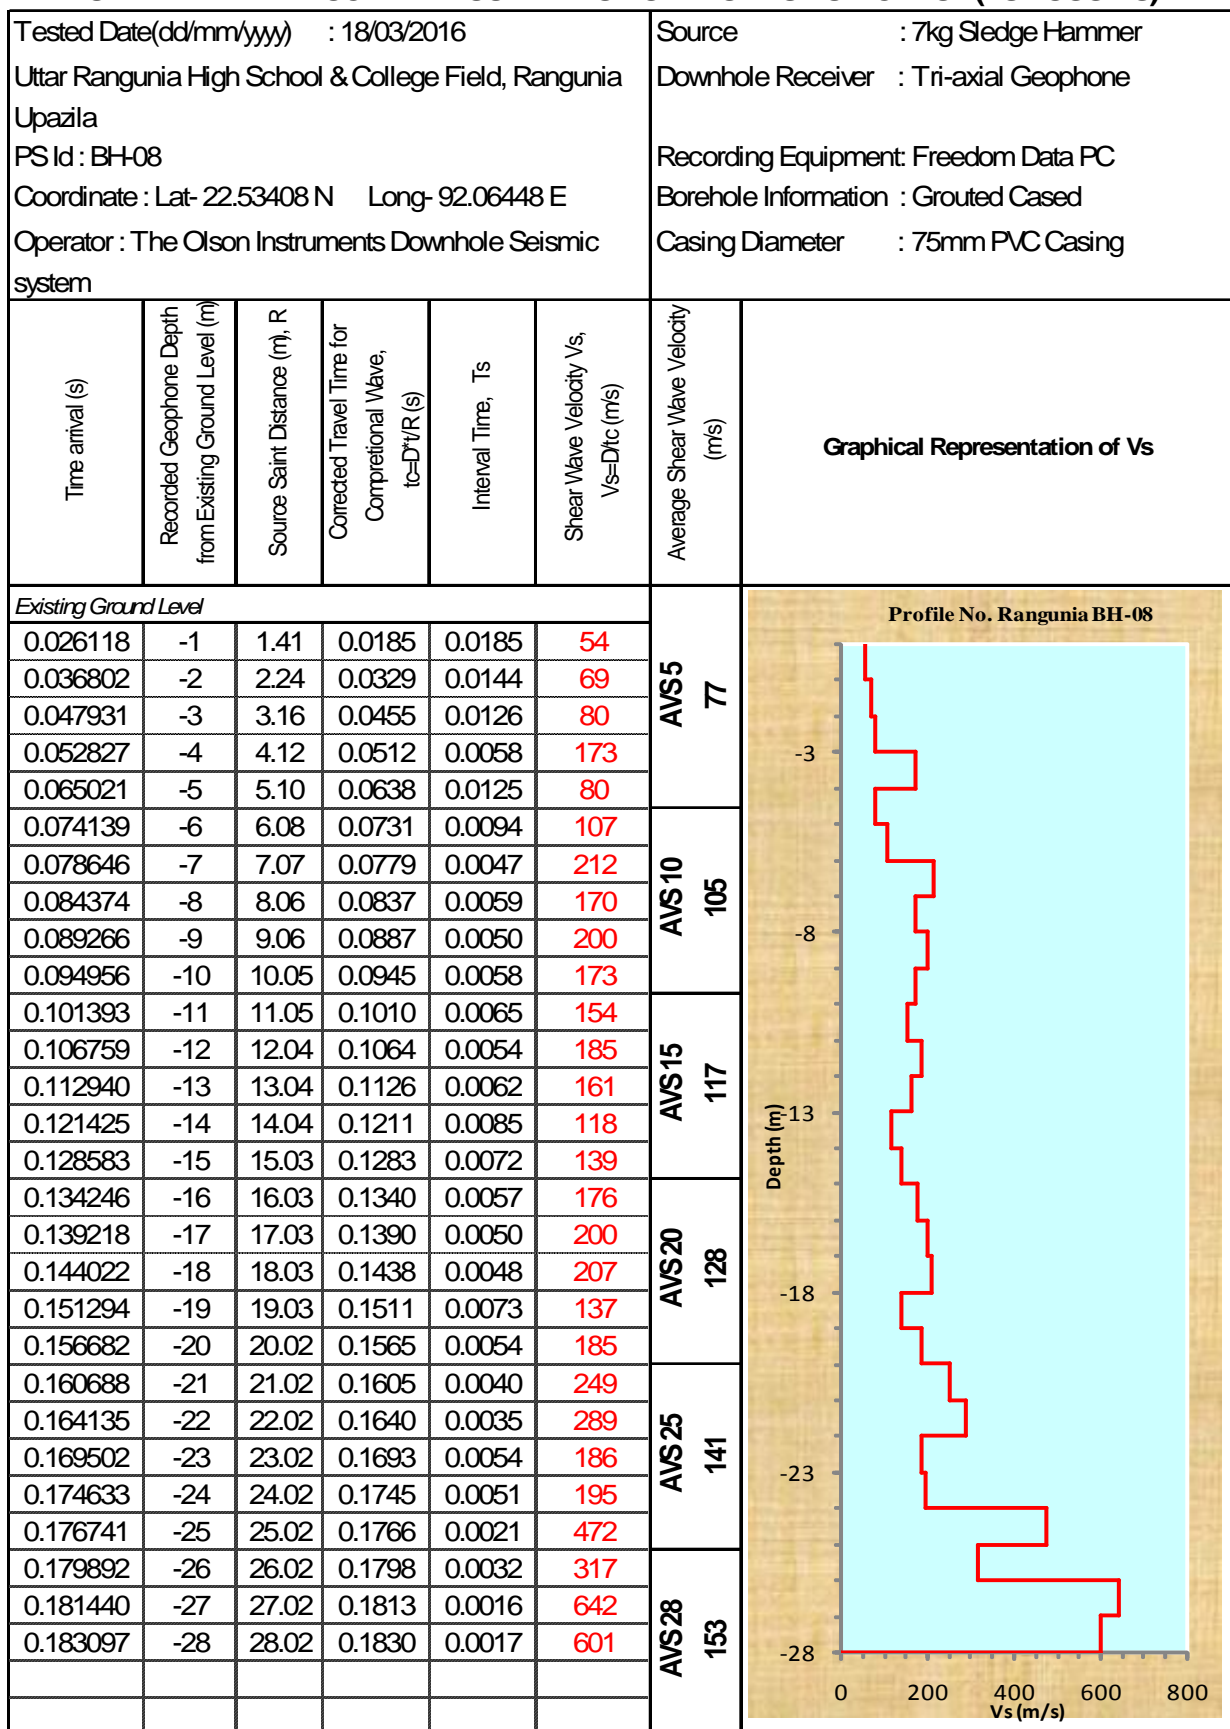 Tested Date(dd/mm/yyyy) : 18/03/2016
Uttar Rangunia High School & College Field, Rangunia
Upazila
PS Id : BH-08
Coordinate : Lat- 22.53408 N Long- 92.06448 E
Operator : The Olson Instruments Downhole Seismic
system
Source : 7kg Sledge Hammer
Downhole Receiver : Tri-axial Geophone
Recording Equipment: Freedom Data PC
Borehole Information : Grouted Cased
Casing Diameter : 75mm PVC Casing
Time arrival (s)
Recorded Geophone Depth
from Existing Ground Level (m)
Source Saint Distance (m), R
Corrected Travel Time for
Compretional Wave,
tc=D*t/R (s)
Interval Time, Ts
Shear Wave Velocity Vs,
Vs=D/tc (m/s)
Average Shear Wave Velocity
(m/s)
Graphical Representation of Vs
Existing Ground Level
0.026118 -1 1.41 0.0185 0.0185 54
0.036802 -2 2.24 0.0329 0.0144 69
0.047931 -3 3.16 0.0455 0.0126 80
0.052827 -4 4.12 0.0512 0.0058 173
0.065021 -5 5.10 0.0638 0.0125 80
0.074139 -6 6.08 0.0731 0.0094 107
0.078646 -7 7.07 0.0779 0.0047 212
0.084374 -8 8.06 0.0837 0.0059 170
0.089266 -9 9.06 0.0887 0.0050 200
0.094956 -10 10.05 0.0945 0.0058 173
0.101393 -11 11.05 0.1010 0.0065 154
0.106759 -12 12.04 0.1064 0.0054 185
0.112940 -13 13.04 0.1126 0.0062 161
0.121425 -14 14.04 0.1211 0.0085 118
0.128583 -15 15.03 0.1283 0.0072 139
0.134246 -16 16.03 0.1340 0.0057 176
0.139218 -17 17.03 0.1390 0.0050 200
0.144022 -18 18.03 0.1438 0.0048 207
0.151294 -19 19.03 0.1511 0.0073 137
0.156682 -20 20.02 0.1565 0.0054 185
0.160688 -21 21.02 0.1605 0.0040 249
0.164135 -22 22.02 0.1640 0.0035 289
0.169502 -23 23.02 0.1693 0.0054 186
0.174633 -24 24.02 0.1745 0.0051 195
0.176741 -25 25.02 0.1766 0.0021 472
0.179892 -26 26.02 0.1798 0.0032 317
0.181440 -27 27.02 0.1813 0.0016 642
0.183097 -28 28.02 0.1830 0.0017 601
AVS 5
77
AVS 10
105
AVS 15
117
AVS 20
128
AVS 25
141
AVS28
153
Profile No. Rangunia BH-08
-3
-8
-13
-18
-23
-28
Depth (m)
0 200 400 600 800
Vs (m/s)